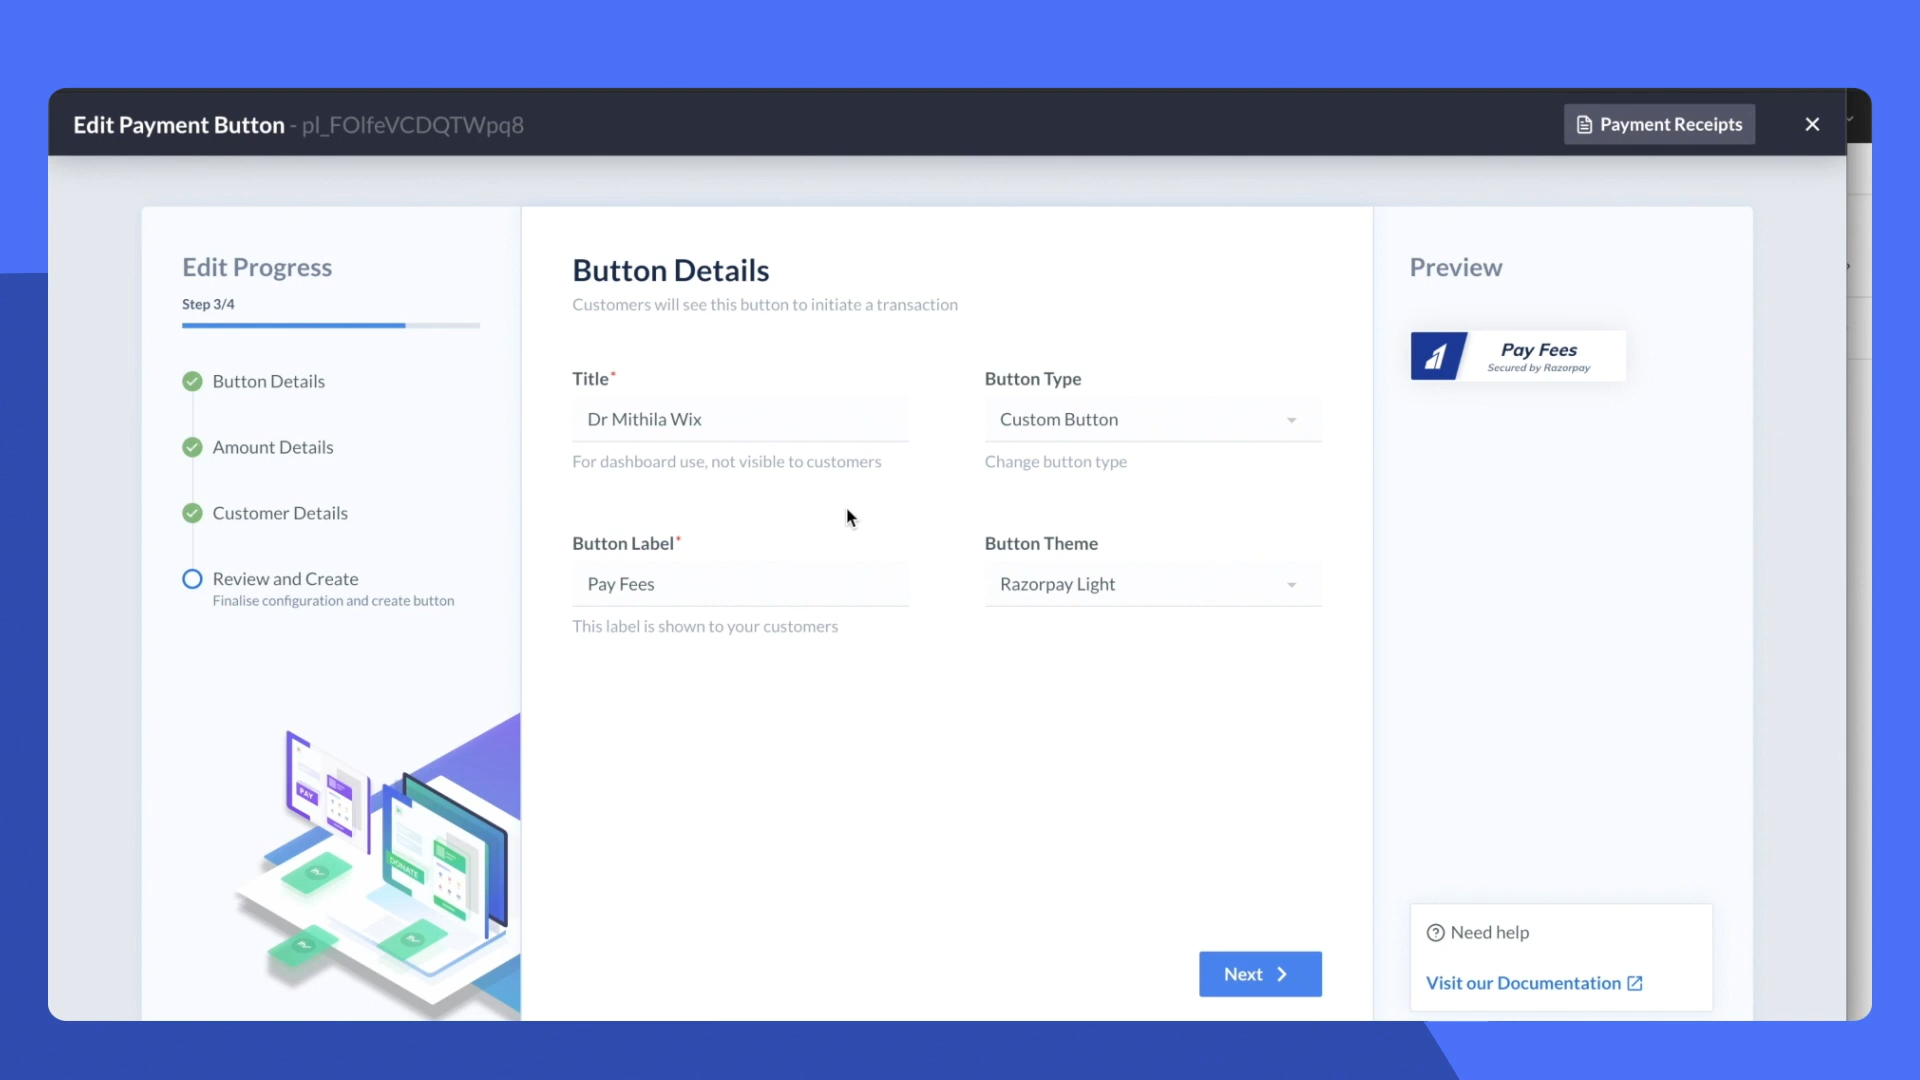 Edit Payment Button - pl_FOlfeVCDQTWpq8
Payment Receipts
Edit Progress
Step 3/4
Button Details
Amount Details
Customer Details
Review and Create
Finalise configuration and create button
PAY
DONATE
Button Details
Customers will see this button to initiate a transaction
Title*
Dr Mithila Wix
For dashboard use, not visible to customers
Button Type
Custom Button
Change button type
Button Label*
Pay Fees
This label is shown to your customers
Button Theme
Razorpay Light
Next
Preview
Pay Fees
Secured by Razorpay
Need help
Visit our Documentation